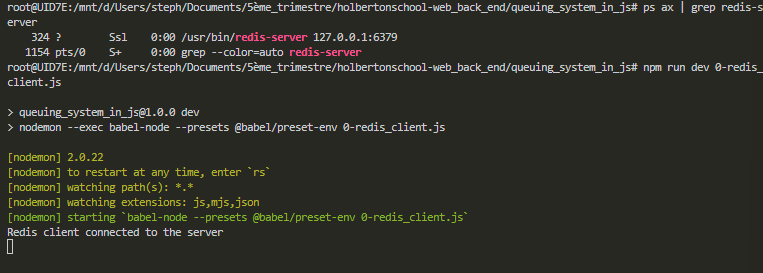 root@UID7E:/mnt/d/Users/steph/Documents/5ème_trimestre/holbertonschool-web_back_end/queuing_system_in_js# ps ax | grep redis-s
erver
324 ? Ssl 0:00 /usr/bin/redis-server 127.0.0.1:6379
1154 pts/0 S+ 0:00 grep --color=auto redis-server
root@UID7E:/mnt/d/Users/steph/Documents/5ème_trimestre/holbertonschool-web_back_end/queuing_system_in_js# npm run dev 0-redis_
client.js
> queuing_system_in_js@1.0.0 dev
> nodemon --exec babel-node --presets @babel/preset-env 0-redis_client.js
[nodemon] 2.0.22
[nodemon] to restart at any time, enter `rs`
[nodemon] watching path(s): *.*
[nodemon] watching extensions: js,mjs,json
[nodemon] starting `babel-node --presets @babel/preset-env 0-redis_client.js`
Redis client connected to the server